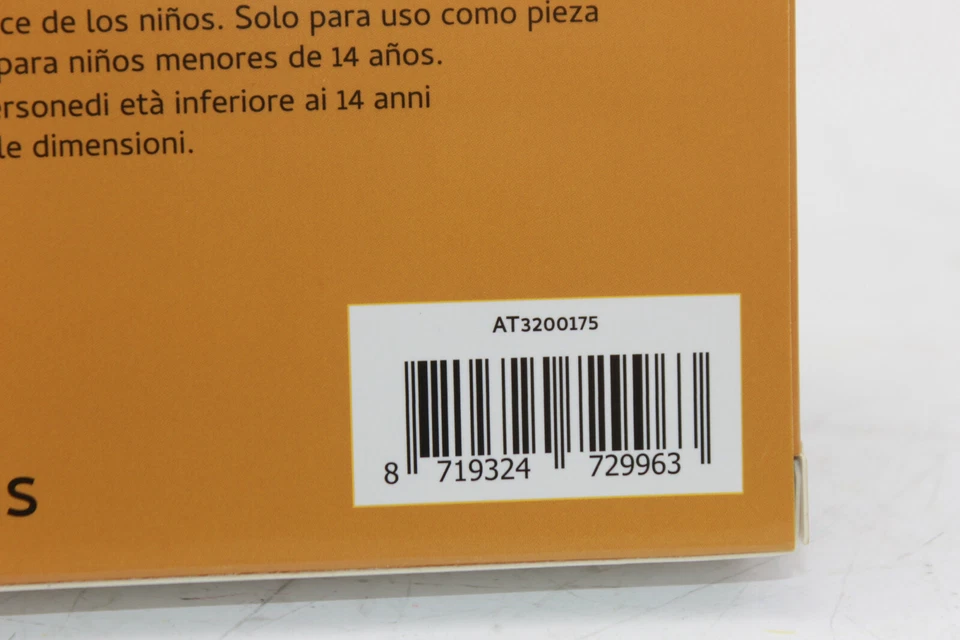 ce de los niños. Solo para uso como pieza
para niños menores de 14 años.
ersonedi età inferiore ai 14 anni
le dimensioni.
AT3200175
8 719324 729963
s